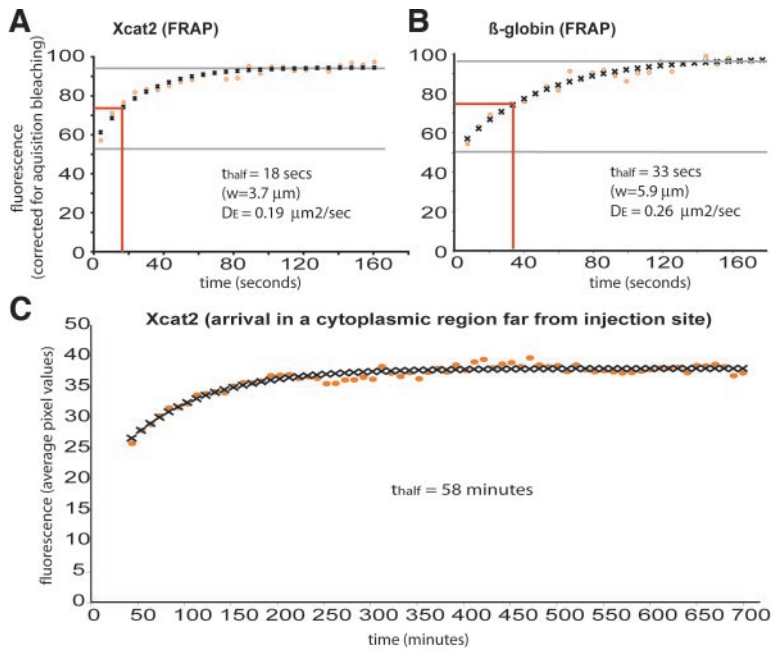 A
Xcat2 (FRAP)
fluorescence
(corrected for aquisition bleaching)
100
80
60
40
20
0
thalf = 18 secs
(w=3.7 µm)
DE = 0.19 µm2/sec
0 40 80 120 160
time (seconds)
B
ß-globin (FRAP)
100
80
60
40
20
0
thalf = 33 secs
(w=5.9 µm)
DE = 0.26 µm2/sec
0 40 80 120 160
time (seconds)
C
Xcat2 (arrival in a cytoplasmic region far from injection site)
fluorescence (average pixel values)
50
45
40
35
30
25
20
15
10
5
0
thalf = 58 minutes
0 50 100 150 200 250 300 350 400 450 500 550 600 650 700
time (minutes)